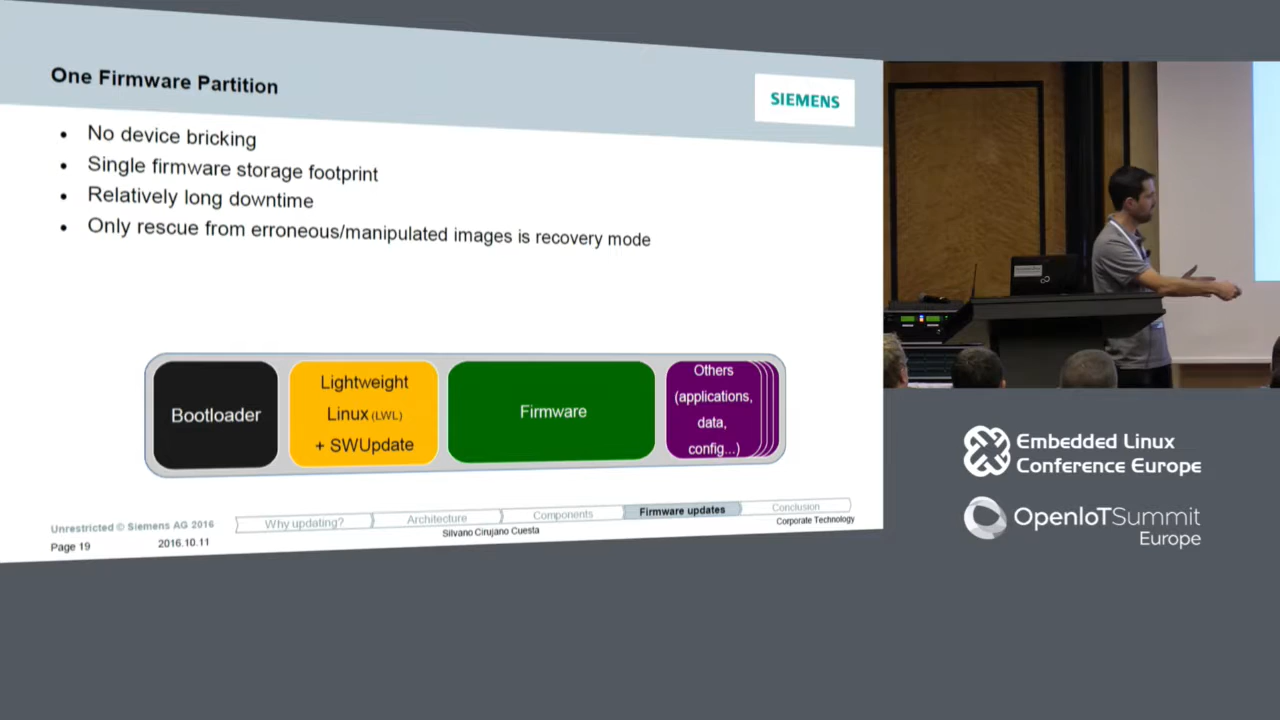 One Firmware Partition
SIEMENS
• No device bricking
• Single firmware storage footprint
• Relatively long downtime
• Only rescue from erroneous/manipulated images is recovery mode
Bootloader
Lightweight
Linux (LWL)
+ SWUpdate
Firmware
Others
(applications,
data,
config...)
Unrestricted © Siemens AG 2016
Why updating?
Architecture
Components
Firmware updates
Conclusion
Page 19
2016.10.11
Silvano Cirujano Cuesta
Corporate Technology
Embedded Linux
Conference Europe
OpenIoTSummit
Europe